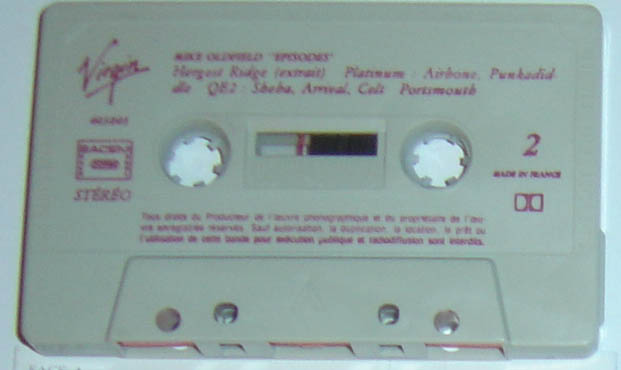 Virgin
MIKE OLDFIELD "EPISODES"
Hergest Ridge (extrait) Platinum : Airbone, Punkadid-
dle QE2 : Sheba, Arrival, Celt Portsmouth
SACEM
STÉRÉO
2
MADE IN FRANCE
Tous droits du Producteur de l'œuvre phonographique et du propriétaire de l'œu-
vre enregistrée réservés. Sauf autorisation, la duplication, la location, le prêt ou
l'utilisation de cette bande pour exécution publique et radiodiffusion sont interdits.